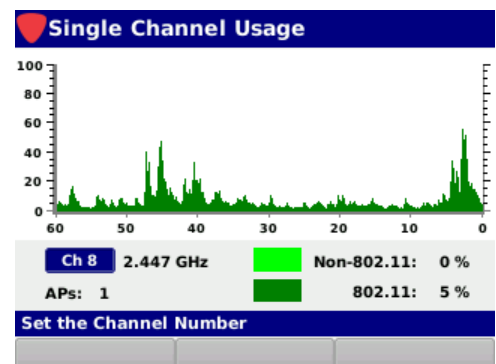 Single Channel Usage
100
80
60
40
20
0
60 50 40 30 20 10 0
Ch 8 2.447 GHz Non-802.11: 0 %
APs: 1 802.11: 5 %
Set the Channel Number